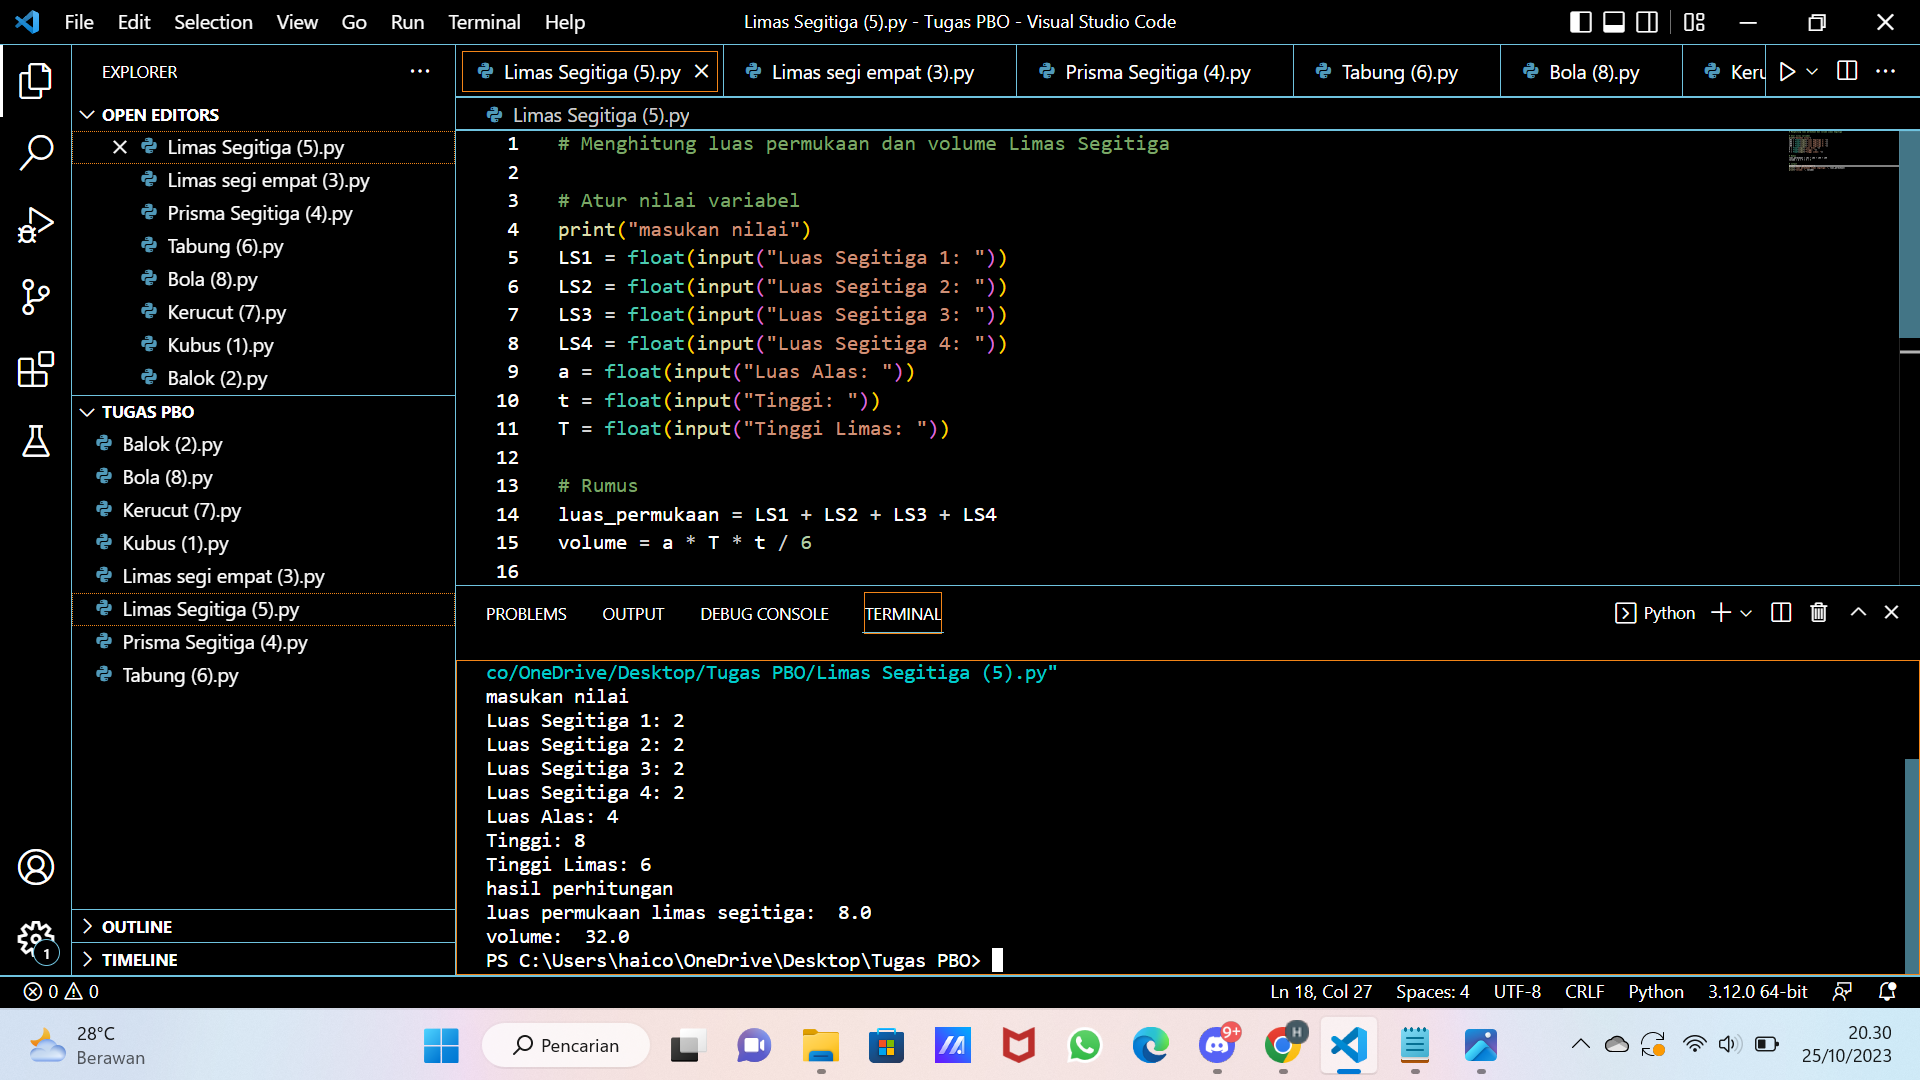 File Edit Selection View Go Run Terminal Help
Limas Segitiga (5).py - Tugas PBO - Visual Studio Code
EXPLORER
OPEN EDITORS
Limas Segitiga (5).py
Limas segi empat (3).py
Prisma Segitiga (4).py
Tabung (6).py
Bola (8).py
Kerucut (7).py
Kubus (1).py
Balok (2).py
TUGAS PBO
Balok (2).py
Bola (8).py
Kerucut (7).py
Kubus (1).py
Limas segi empat (3).py
Limas Segitiga (5).py
Prisma Segitiga (4).py
Tabung (6).py
OUTLINE
TIMELINE
1
Limas Segitiga (5).py Limas segi empat (3).py Prisma Segitiga (4).py Tabung (6).py Bola (8).py Keru
Limas Segitiga (5).py
1 # Menghitung luas permukaan dan volume Limas Segitiga
2
3 # Atur nilai variabel
4 print("masukan nilai")
5 LS1 = float(input("Luas Segitiga 1: "))
6 LS2 = float(input("Luas Segitiga 2: "))
7 LS3 = float(input("Luas Segitiga 3: "))
8 LS4 = float(input("Luas Segitiga 4: "))
9 a = float(input("Luas Alas: "))
10 t = float(input("Tinggi: "))
11 T = float(input("Tinggi Limas: "))
12
13 # Rumus
14 luas_permukaan = LS1 + LS2 + LS3 + LS4
15 volume = a * T * t / 6
16
PROBLEMS OUTPUT DEBUG CONSOLE TERMINAL
Python
co/OneDrive/Desktop/Tugas PBO/Limas Segitiga (5).py"
masukan nilai
Luas Segitiga 1: 2
Luas Segitiga 2: 2
Luas Segitiga 3: 2
Luas Segitiga 4: 2
Luas Alas: 4
Tinggi: 8
Tinggi Limas: 6
hasil perhitungan
luas permukaan limas segitiga:  8.0
volume:  32.0
PS C:\Users\haico\OneDrive\Desktop\Tugas PBO>
0 0
Ln 18, Col 27 Spaces: 4 UTF-8 CRLF Python 3.12.0 64-bit
28°C
Berawan
Pencarian
9+
H
20.30
25/10/2023